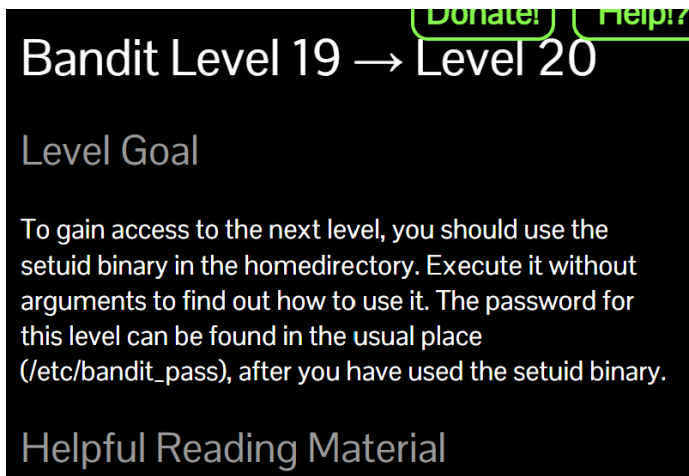 Donate! Help!?
Bandit Level 19 → Level 20
Level Goal
To gain access to the next level, you should use the
setuid binary in the homedirectory. Execute it without
arguments to find out how to use it. The password for
this level can be found in the usual place
(/etc/bandit_pass), after you have used the setuid binary.
Helpful Reading Material